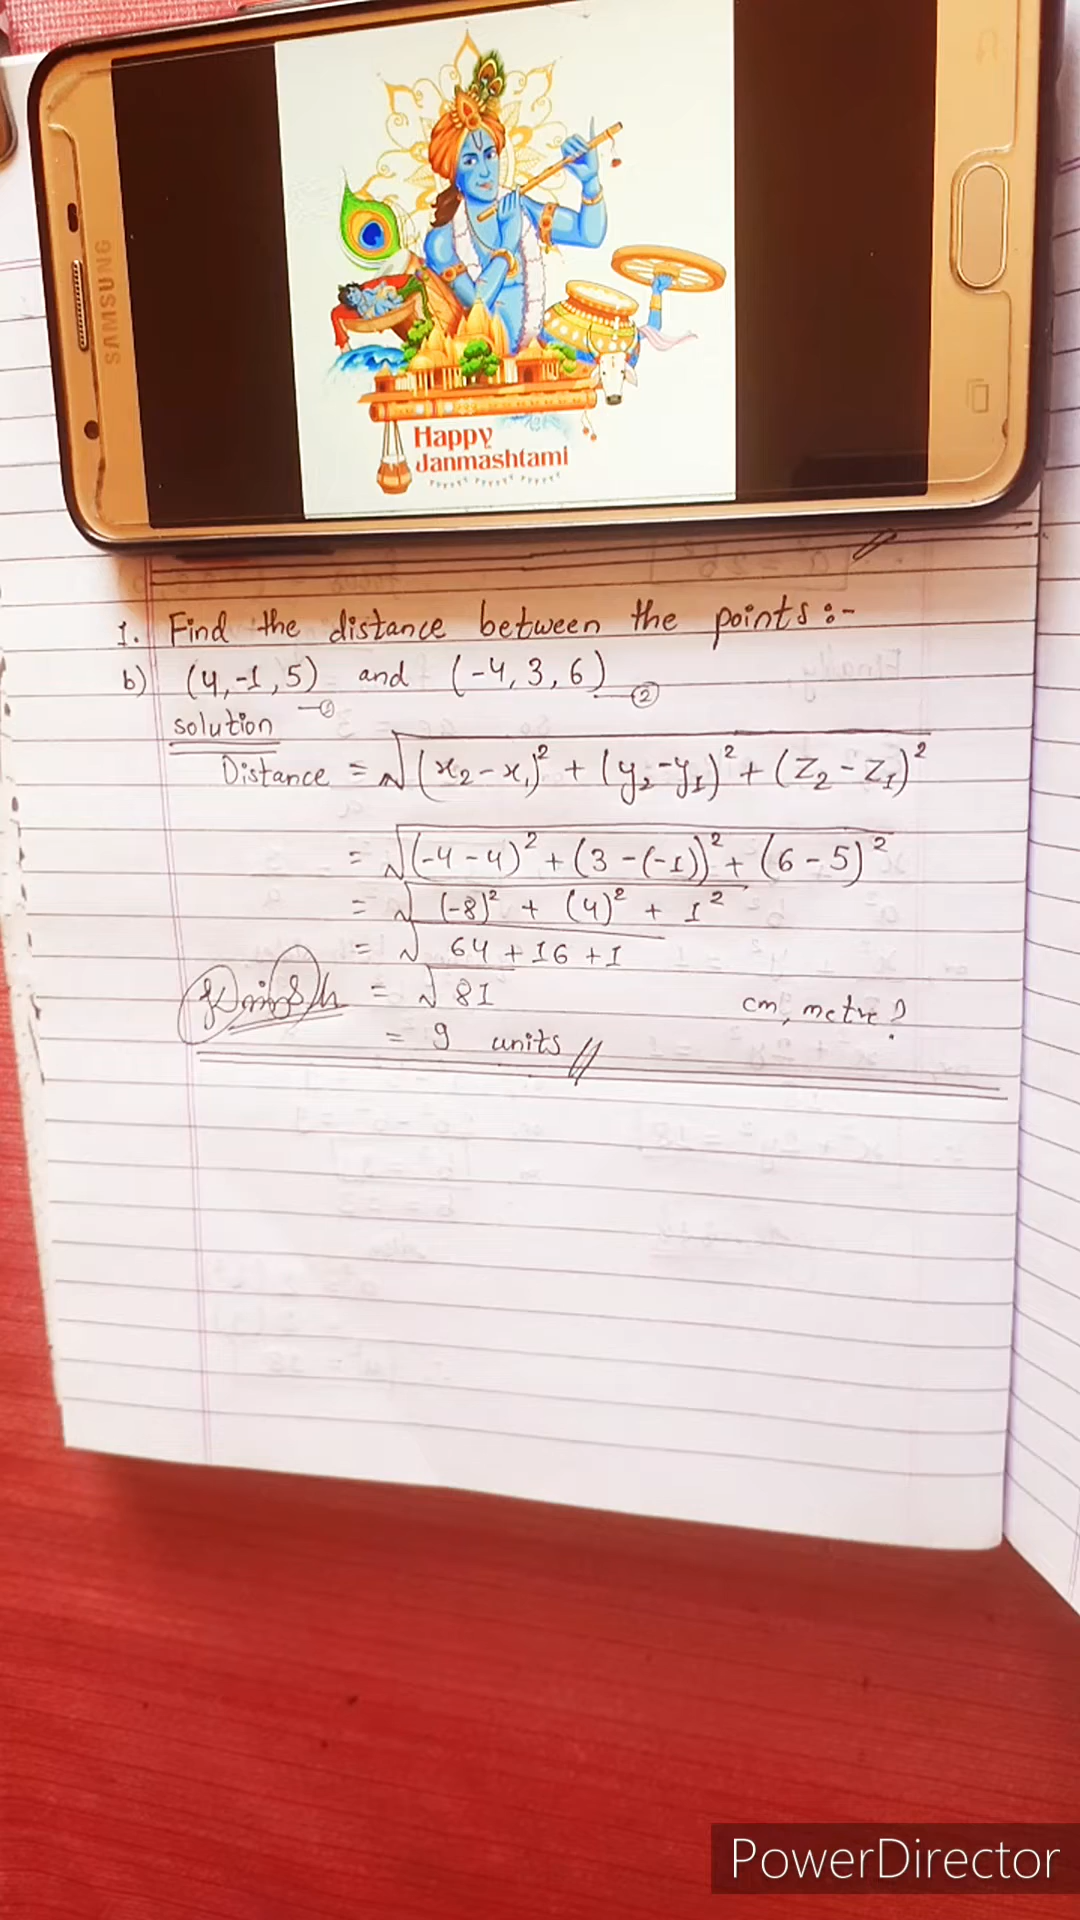 SAMSUNG
Happy
Janmashtami
1. Find the distance between the points :-
b) (4, -1, 5) and (-4, 3, 6)
① ②
solution
Distance = √(x₂ - x₁)² + (y₂ - y₁)² + (z₂ - z₁)²
= √(-4 - 4)² + (3 - (-1))² + (6 - 5)²
= √(-8)² + (4)² + 1²
= √64 + 16 + 1
= √81
cm, metre?
= 9 units //
PowerDirector